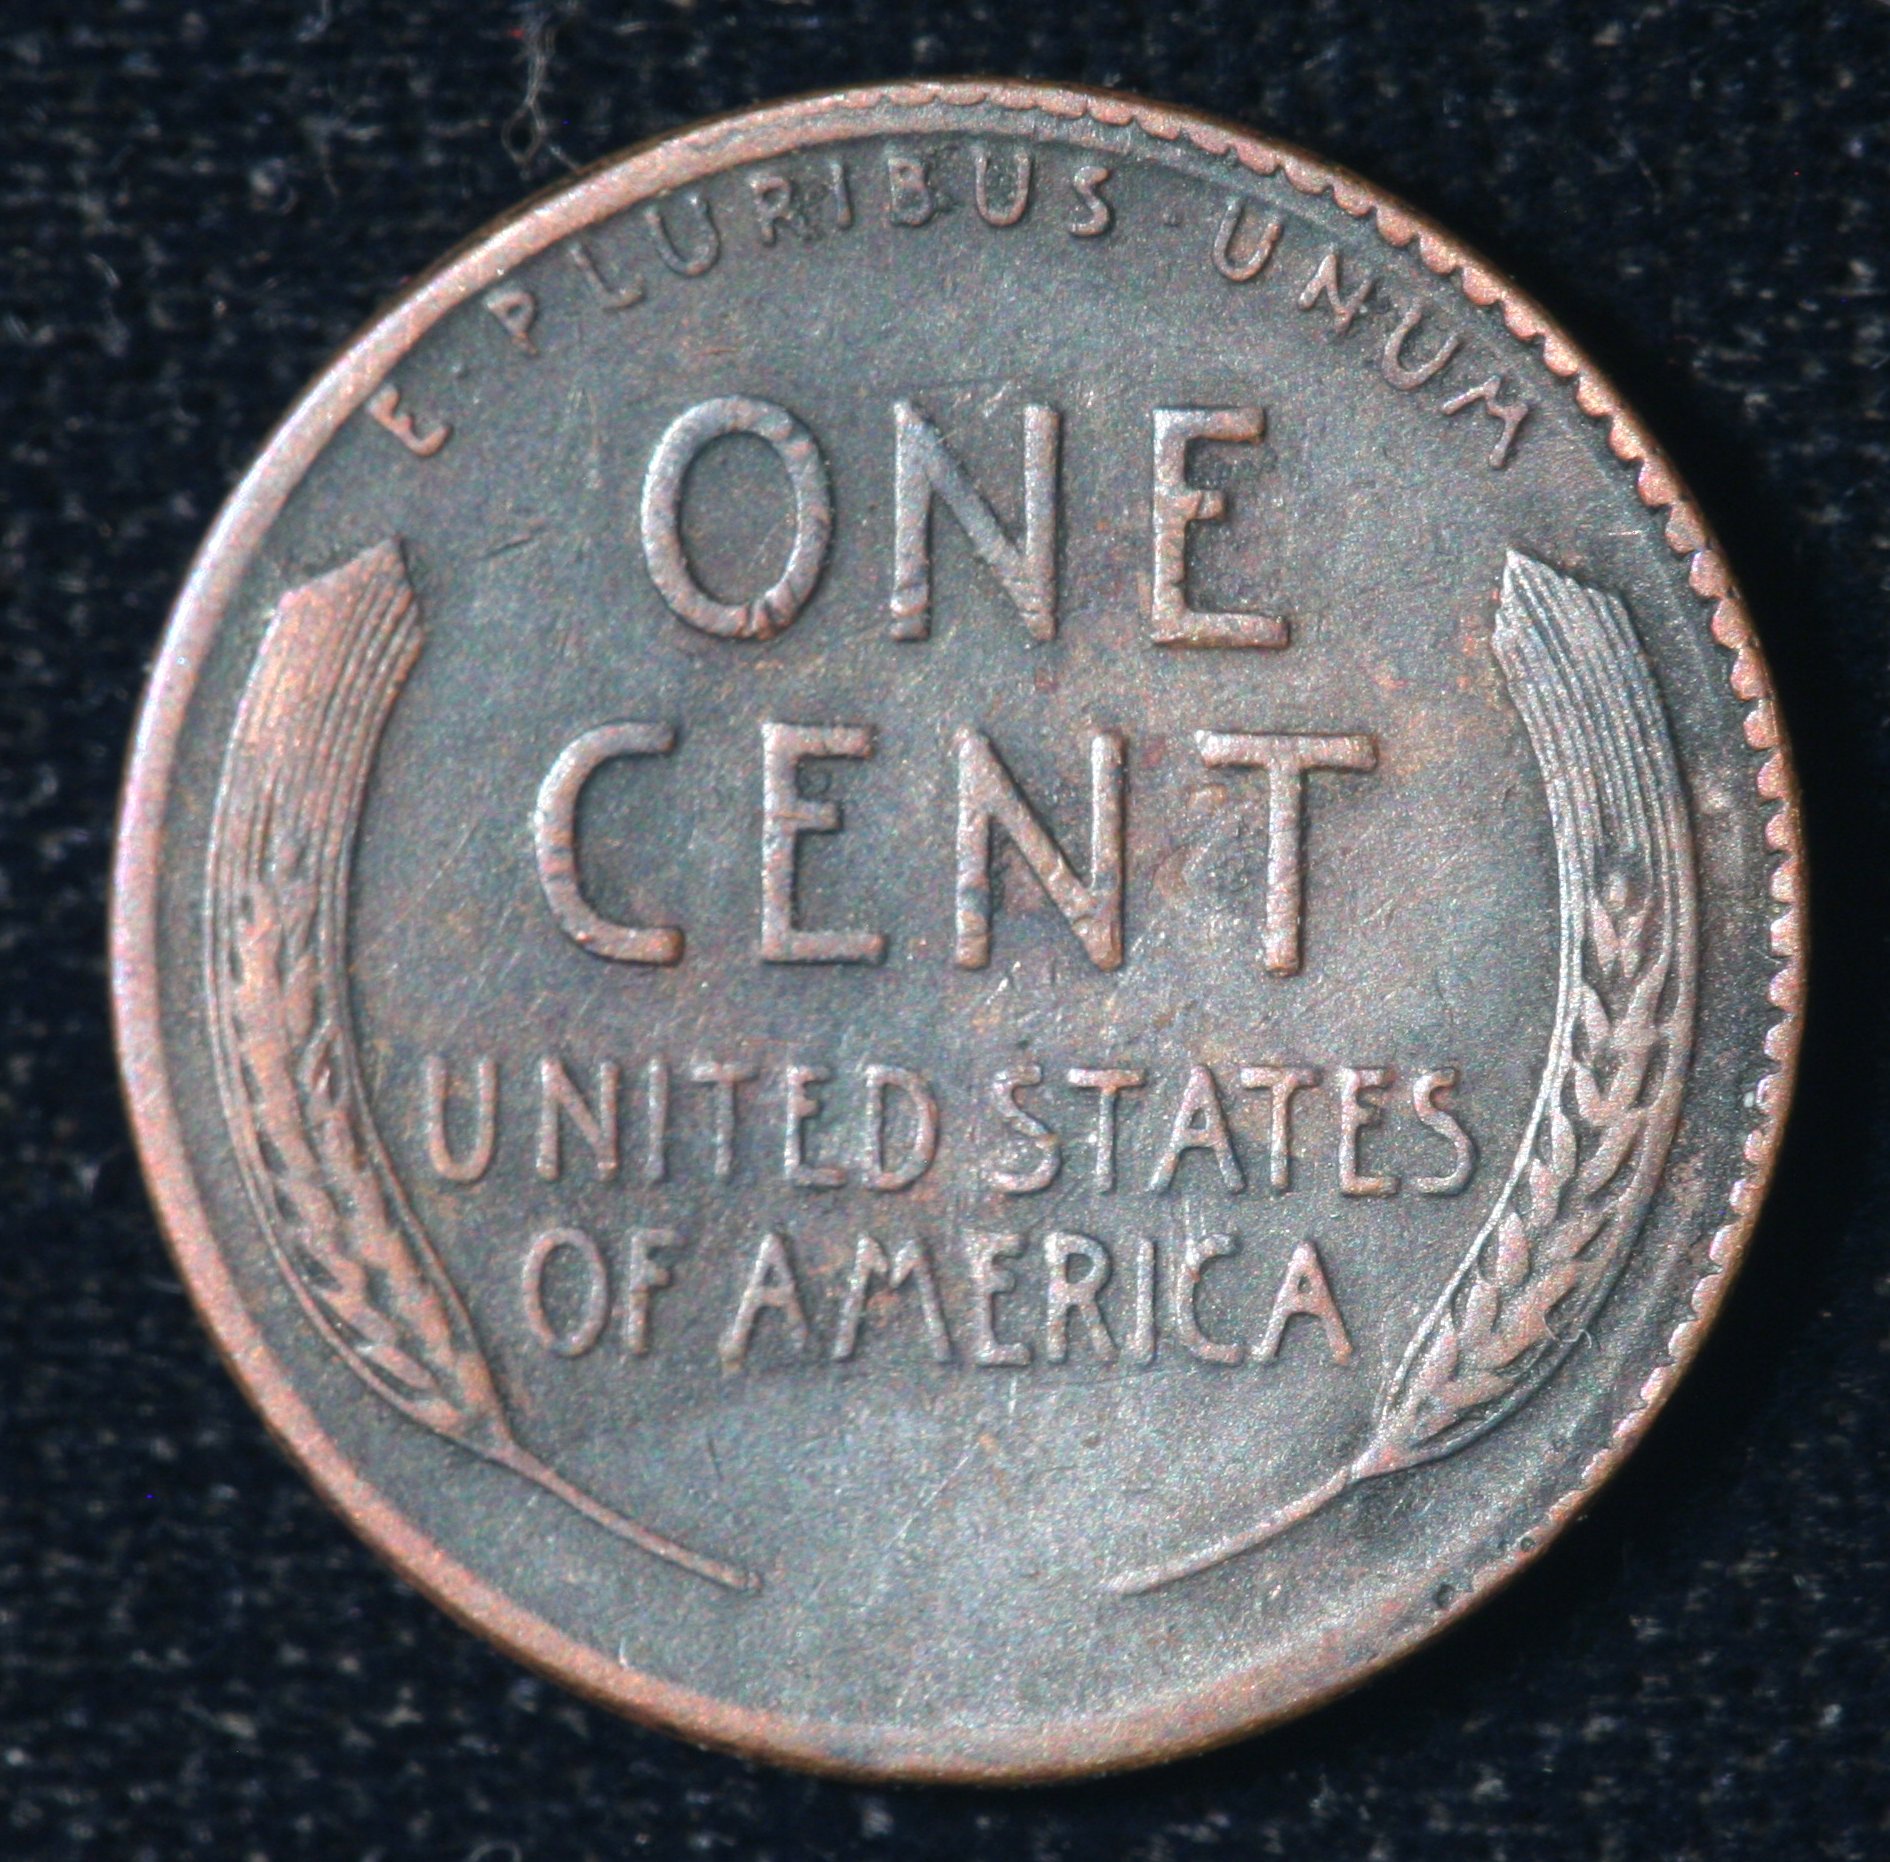 E · PLURIBUS · UNUM
ONE
CENT
UNITED STATES
OF AMERICA